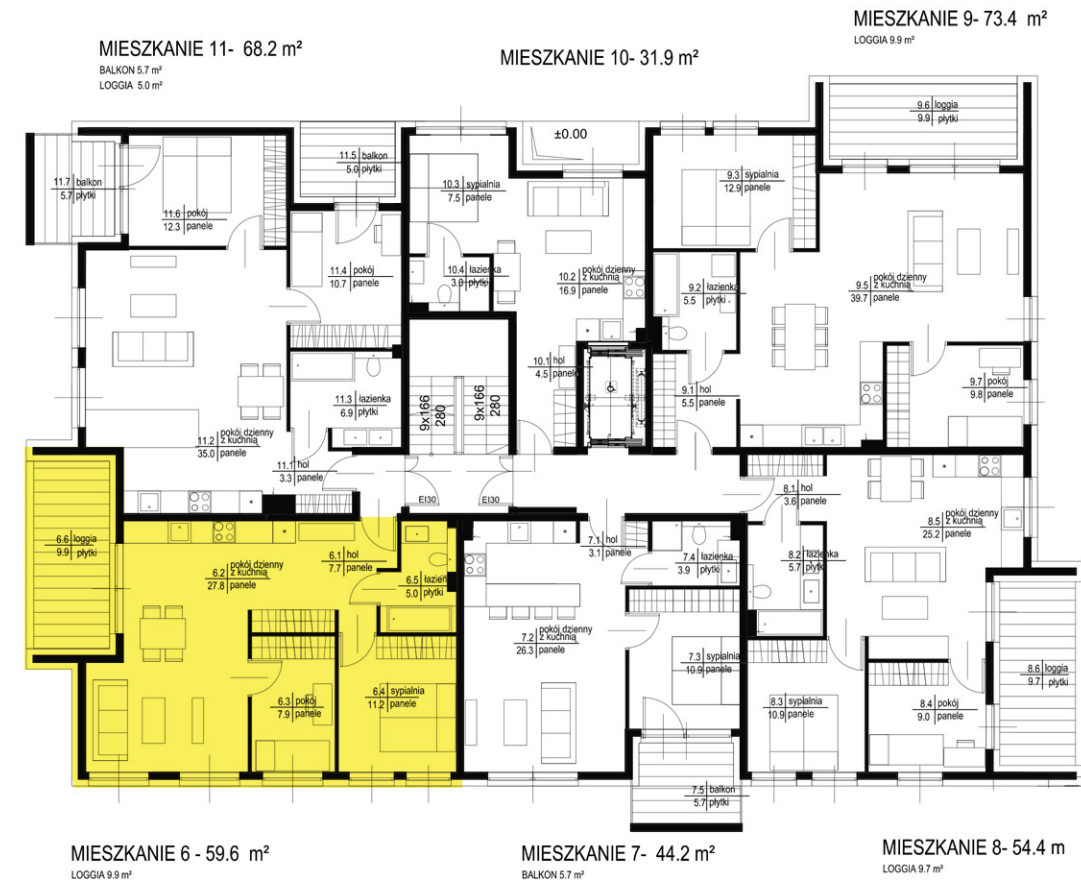 MIESZKANIE 9- 73.4 m²
LOGGIA 9.9 m²
MIESZKANIE 11- 68.2 m²
BALKON 5.7 m²
LOGGIA 5.0 m²
MIESZKANIE 10- 31.9 m²
9.6 loggia
9.9 płytki
±0.00
11.5 balkon
5.0 płytki
11.7 balkon
5.7 płytki
10.3 sypialnia
7.5 panele
9.3 sypialnia
12.9 panele
11.6 pokój
12.3 panele
11.4 pokój
10.7 panele
10.4 łazienka
3.0 płytki
pokój dzienny
10.2 z kuchnią
16.9 panele
9.2 łazienka
5.5 płytki
pokój dzienny
9.5 z kuchnią
39.7 panele
10.1 hol
4.5 panele
9.1 hol
5.5 panele
9.7 pokój
9.8 panele
11.3 łazienka
6.9 płytki
9x166
280
9x166
280
pokój dzienny
11.2 z kuchnią
35.0 panele
11.1 hol
3.3 panele
EI30
EI30
8.1 hol
3.6 panele
pokój dzienny
8.5 z kuchnią
25.2 panele
6.6 loggia
9.9 płytki
6.1 hol
7.7 panele
pokój dzienny
6.2 z kuchnią
27.8 panele
6.5 łazien
5.0 płytki
7.1 hol
3.1 panele
7.4 łazienka
3.9 płytki
8.2 łazienka
5.7 płytki
pokój dzienny
7.2 z kuchnią
26.3 panele
7.3 sypialnia
10.9 panele
8.6 loggia
9.7 płytki
6.3 pokój
7.9 panele
6.4 sypialnia
11.2 panele
8.3 sypialnia
10.9 panele
8.4 pokój
9.0 panele
7.5 balkon
5.7 płytki
MIESZKANIE 6 - 59.6 m²
LOGGIA 9.9 m²
MIESZKANIE 7- 44.2 m²
BALKON 5.7 m²
MIESZKANIE 8- 54.4 m
LOGGIA 9.7 m²